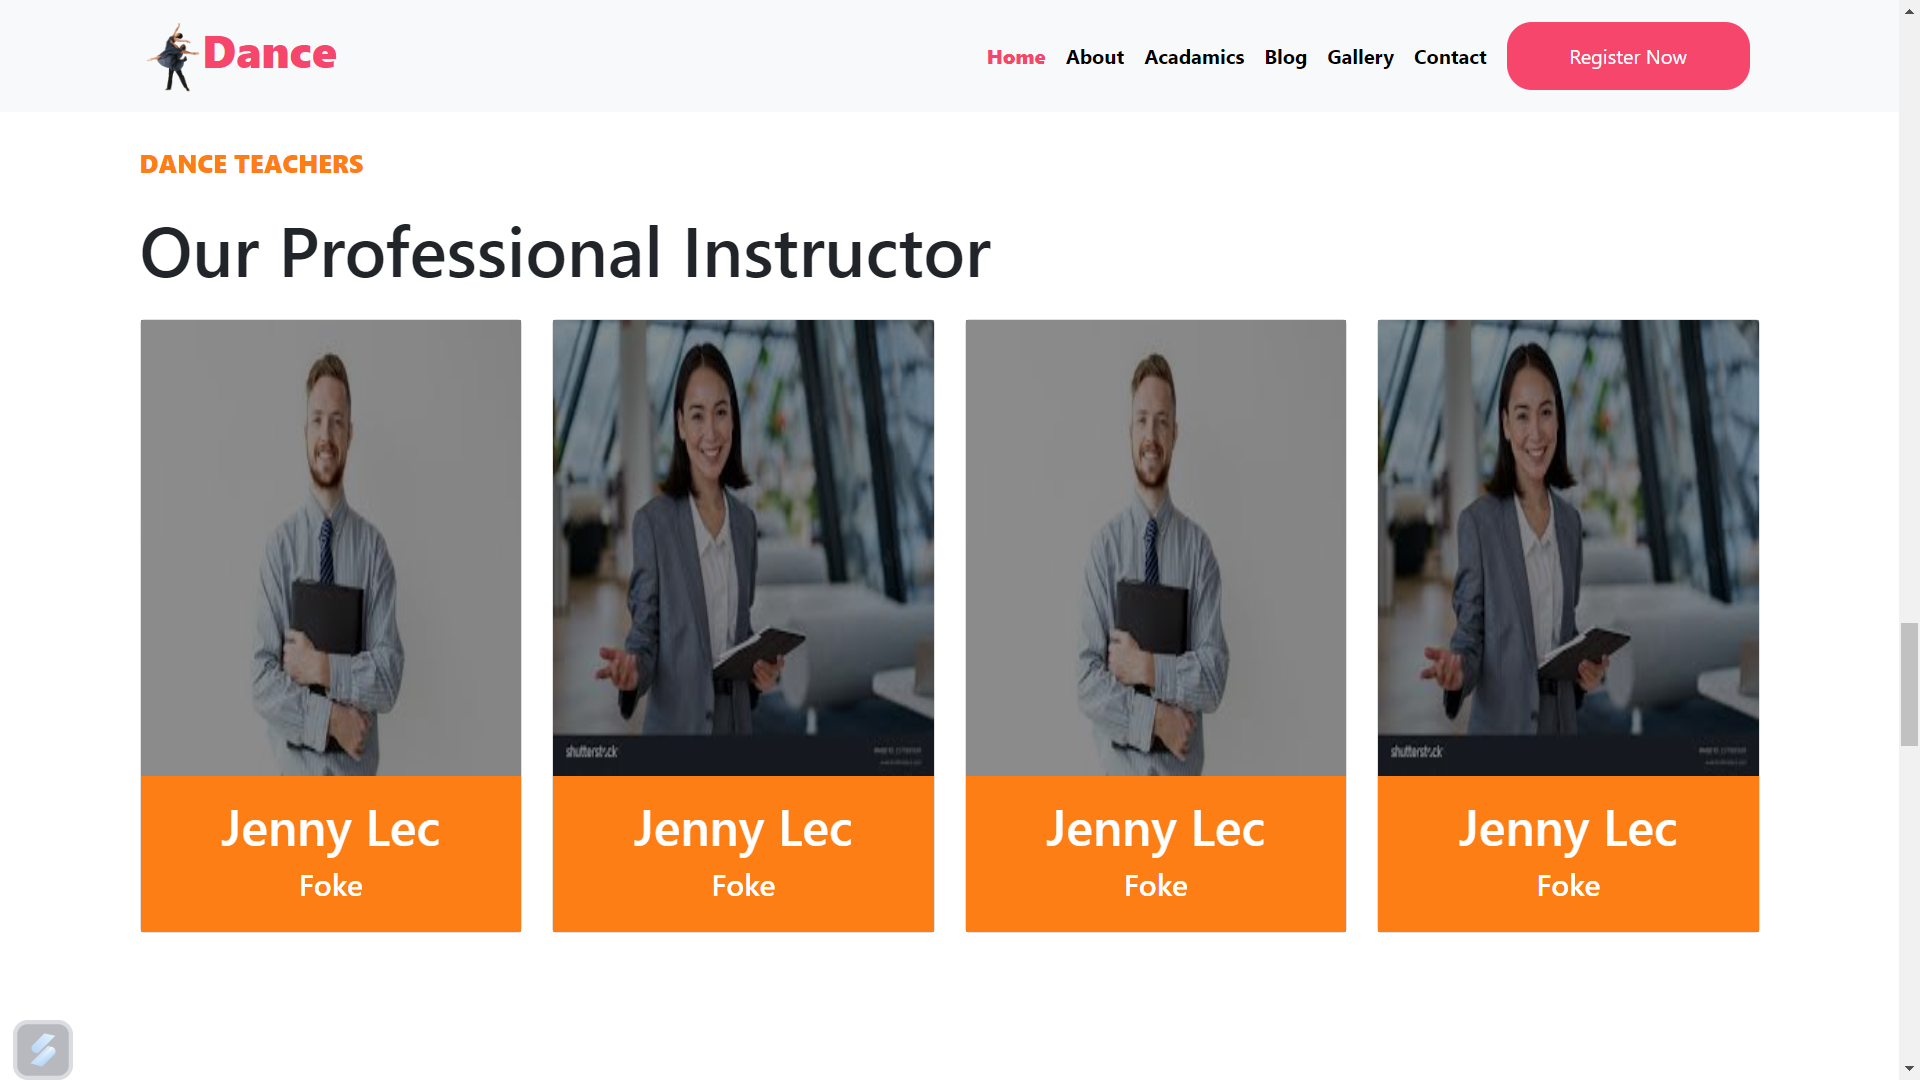 Dance
Home About Acadamics Blog Gallery Contact Register Now
DANCE TEACHERS
Our Professional Instructor
shutterstock
shutterstock
Jenny Lec Jenny Lec Jenny Lec Jenny Lec
Foke Foke Foke Foke